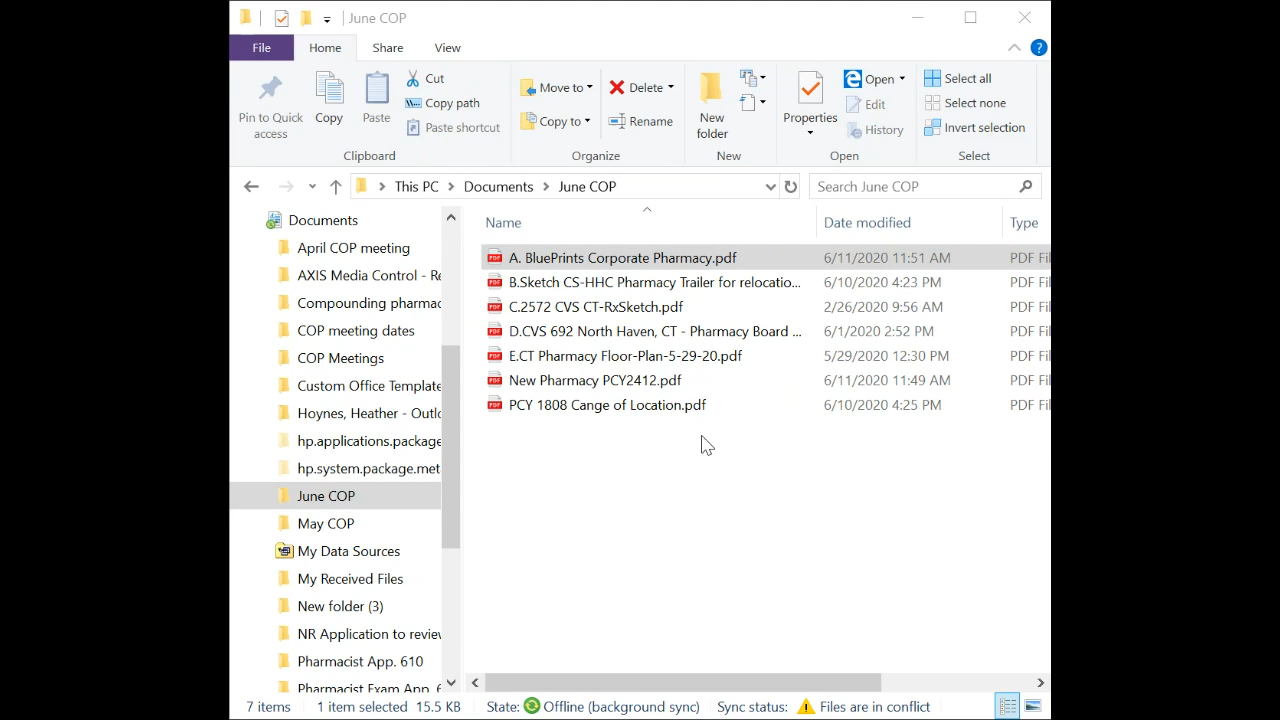 June COP
File Home Share View
Pin to Quick access
Copy
Paste
Cut
Copy path
Paste shortcut
Clipboard
Move to
Copy to
Delete
Rename
Organize
New folder
New
Properties
Open
Edit
History
Open
Select all
Select none
Invert selection
Select
This PC > Documents > June COP
Search June COP
Documents
April COP meeting
AXIS Media Control - Re
Compounding pharmac
COP meeting dates
COP Meetings
Custom Office Template
Hoynes, Heather - Outlo
hp.applications.package
hp.system.package.met
June COP
May COP
My Data Sources
My Received Files
New folder (3)
NR Application to review
Pharmacist App. 610
Pharmacist Exam App. 6
Name Date modified Type
A. BluePrints Corporate Pharmacy.pdf 6/11/2020 11:51 AM PDF Fil
B.Sketch CS-HHC Pharmacy Trailer for relocatio... 6/10/2020 4:23 PM PDF Fil
C.2572 CVS CT-RxSketch.pdf 2/26/2020 9:56 AM PDF Fil
D.CVS 692 North Haven, CT - Pharmacy Board ... 6/1/2020 2:52 PM PDF Fil
E.CT Pharmacy Floor-Plan-5-29-20.pdf 5/29/2020 12:30 PM PDF Fil
New Pharmacy PCY2412.pdf 6/11/2020 11:49 AM PDF Fil
PCY 1808 Cange of Location.pdf 6/10/2020 4:25 PM PDF Fil
7 items 1 item selected 15.5 KB State: Offline (background sync) Sync status: Files are in conflict